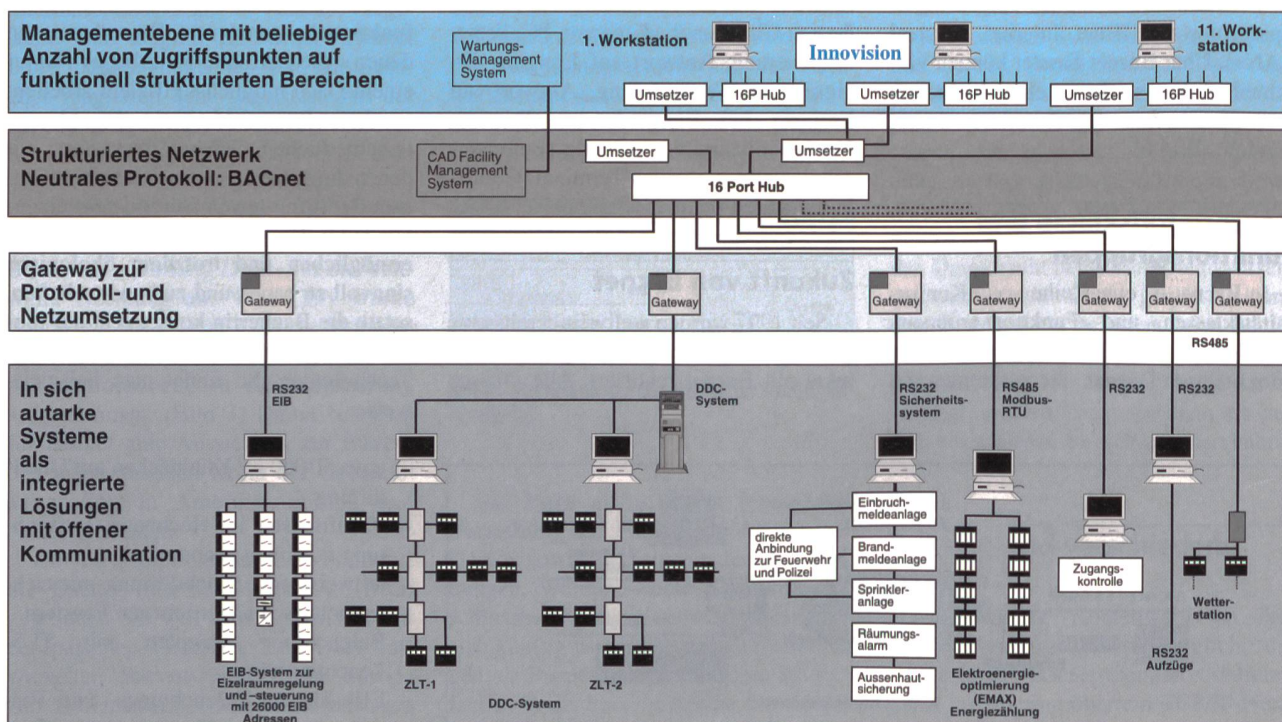 Managementebene mit beliebiger
Anzahl von Zugriffspunkten auf
funktionell strukturierten Bereichen
Wartungs-
Management
System
1. Workstation
Innovision
11. Work-
station
Umsetzer
16P Hub
Umsetzer
16P Hub
Umsetzer
16P Hub
Strukturiertes Netzwerk
Neutrales Protokoll: BACnet
CAD Facility
Management
System
Umsetzer
Umsetzer
16 Port Hub
Gateway zur
Protokoll- und
Netzumsetzung
Gateway
Gateway
Gateway
Gateway
Gateway
Gateway
Gateway
RS485
In sich
autarke
Systeme
als
integrierte
Lösungen
mit offener
Kommunikation
RS232
EIB
DDC-
System
RS232
Sicherheits-
system
RS485
Modbus-
RTU
RS232
RS232
direkte
Anbindung
zur Feuerwehr
und Polizei
Einbruch-
meldeanlage
Brand-
meldeanlage
Sprinkler-
anlage
Räumungs-
alarm
Aussenhaut-
sicherung
Zugangs-
kontrolle
Wetter-
station
RS232
Aufzüge
EIB-System zur
Eizelraumregelung
und –steuerung
mit 26000 EIB
Adressen
ZLT-1
DDC-System
ZLT-2
Elektroenergie-
optimierung
(EMAX)
Energiezählung